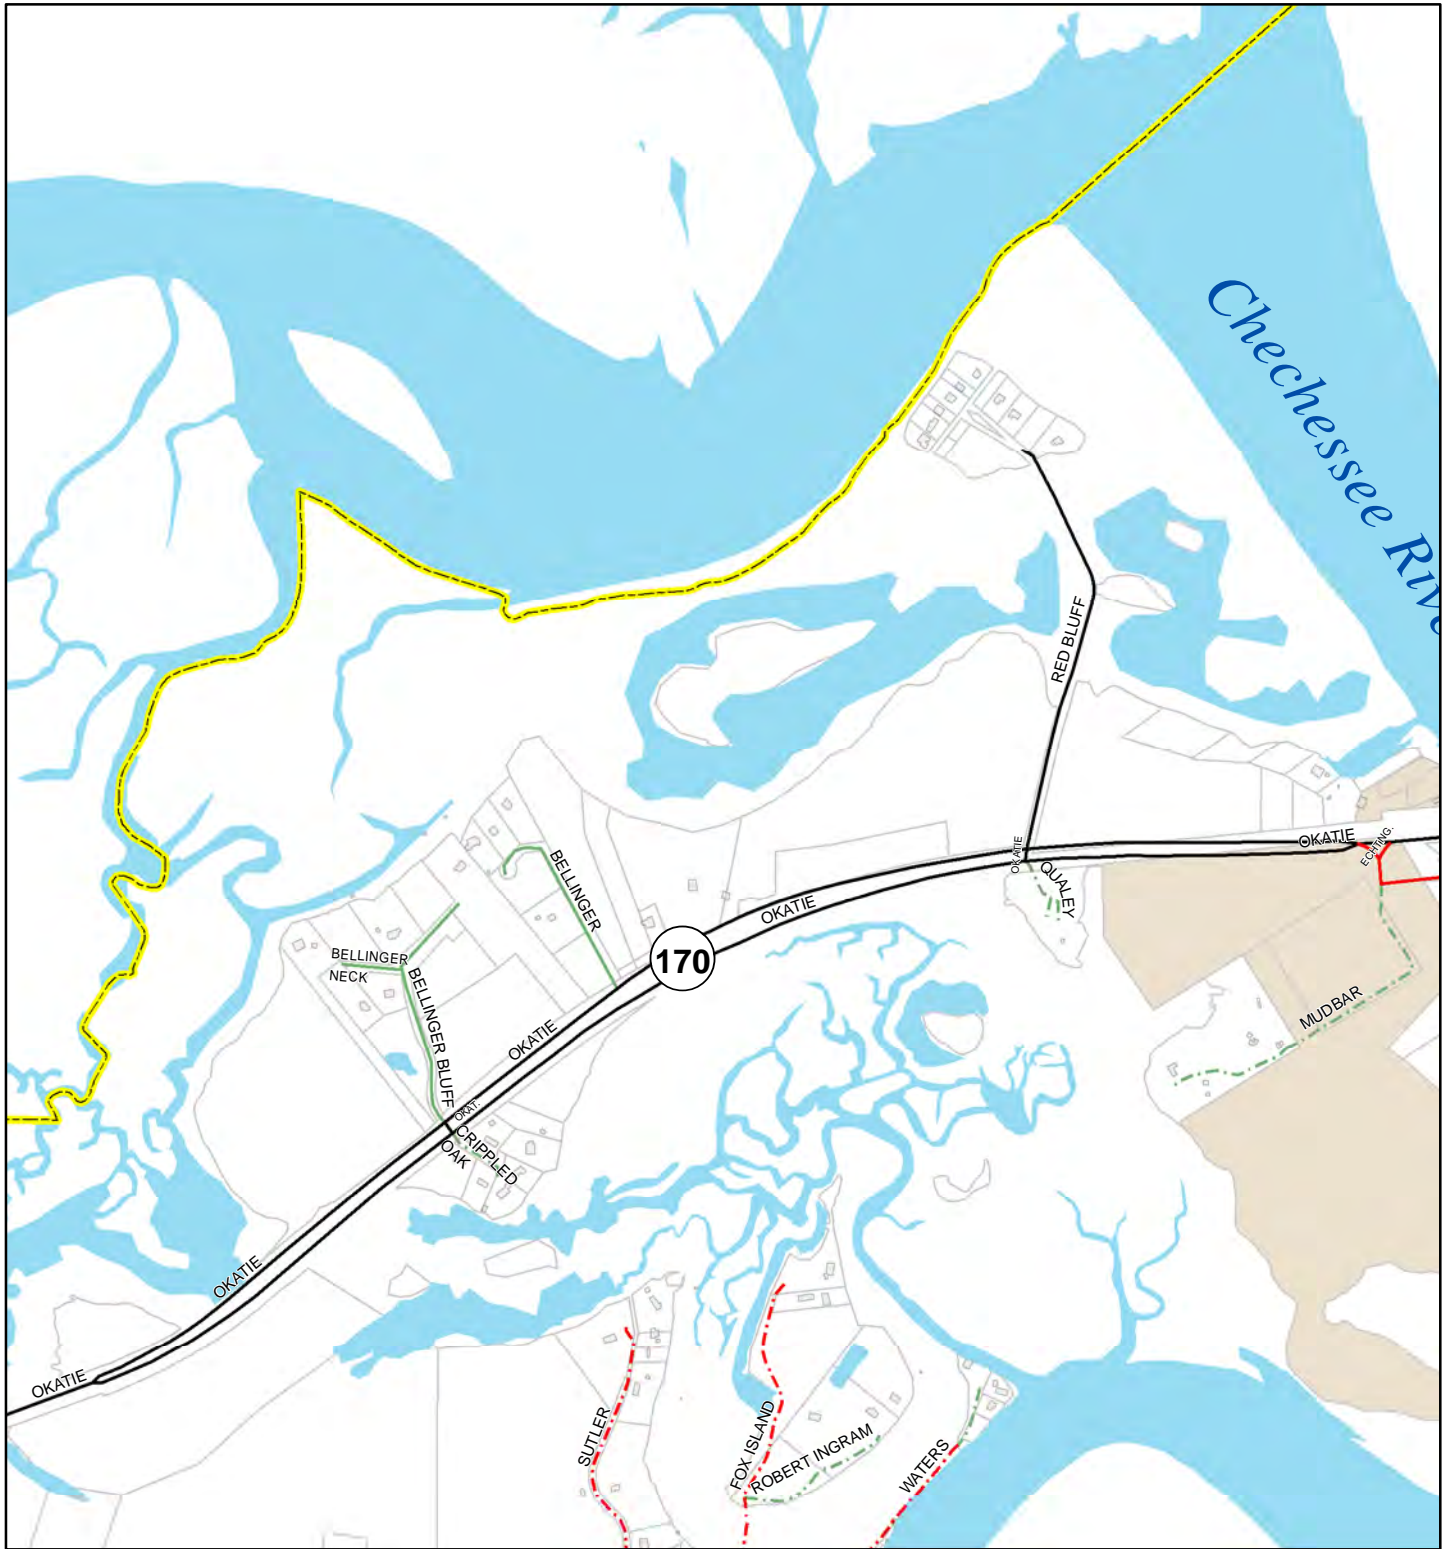 Chechessee Rive
RED BLUFF
OKATIE
ECHTING.
OKATIE
QUALEY
BELLINGER
OKATIE
170
BELLINGER
NECK
BELLINGER BLUFF
MUDBAR
OKATIE
OKAT.
CRIPPLED
OAK
OKATIE
OKATIE
SUTLER
FOX ISLAND
ROBERT INGRAM
WATERS